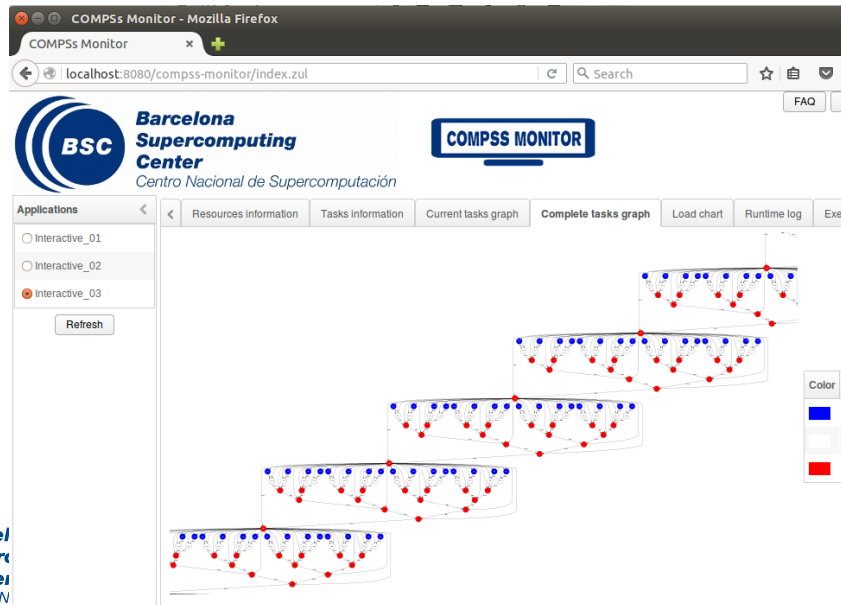 COMPSs Monitor - Mozilla Firefox
COMPSs Monitor
localhost:8080/compss-monitor/index.zul
Search
FAQ
BSC
Barcelona
Supercomputing
Center
Centro Nacional de Supercomputación
COMPSS MONITOR
Applications
Resources information
Tasks information
Current tasks graph
Complete tasks graph
Load chart
Runtime log
Exe
Interactive_01
Interactive_02
Interactive_03
Refresh
Color